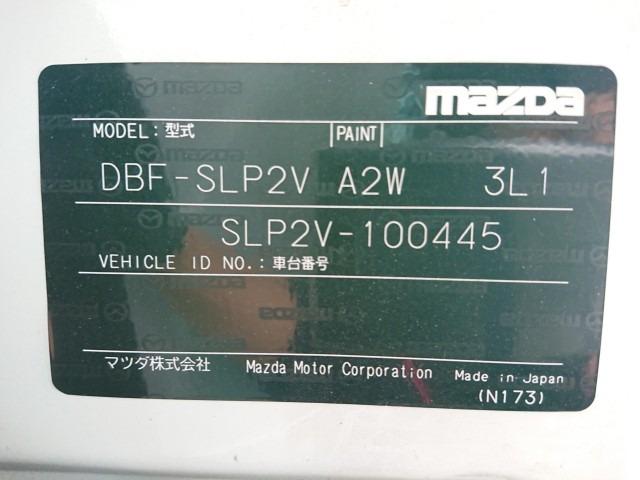 mazda
MODEL: 型式 PAINT
DBF-SLP2V A2W 3L1
SLP2V-100445
VEHICLE ID NO.: 車台番号
マツダ株式会社 Mazda Motor Corporation Made in Japan
(N173)